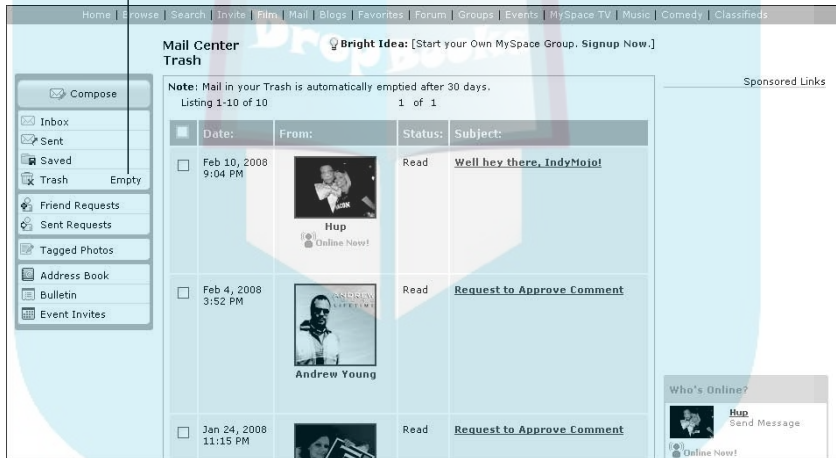 Home | Browse | Search | Invite | Film | Mail | Blogs | Favorites | Forum | Groups | Events | MySpace TV | Music | Comedy | Classifieds
Mail Center
Trash
Bright Idea: [Start your Own MySpace Group. Signup Now.]
Drop Books
Compose
Inbox
Sent
Saved
Trash Empty
Friend Requests
Sent Requests
Tagged Photos
Address Book
Bulletin
Event Invites
Note: Mail in your Trash is automatically emptied after 30 days.
Listing 1-10 of 10 1 of 1
Date: From: Status: Subject:
Feb 10, 2008
9:04 PM
Hup
Online Now!
Read
Well hey there, IndyMojo!
Feb 4, 2008
3:52 PM
ANDREW
LIFETIME
Andrew Young
Read
Request to Approve Comment
Jan 24, 2008
11:15 PM
Read
Request to Approve Comment
Sponsored Links
Who's Online?
Hup
Send Message
Online Now!